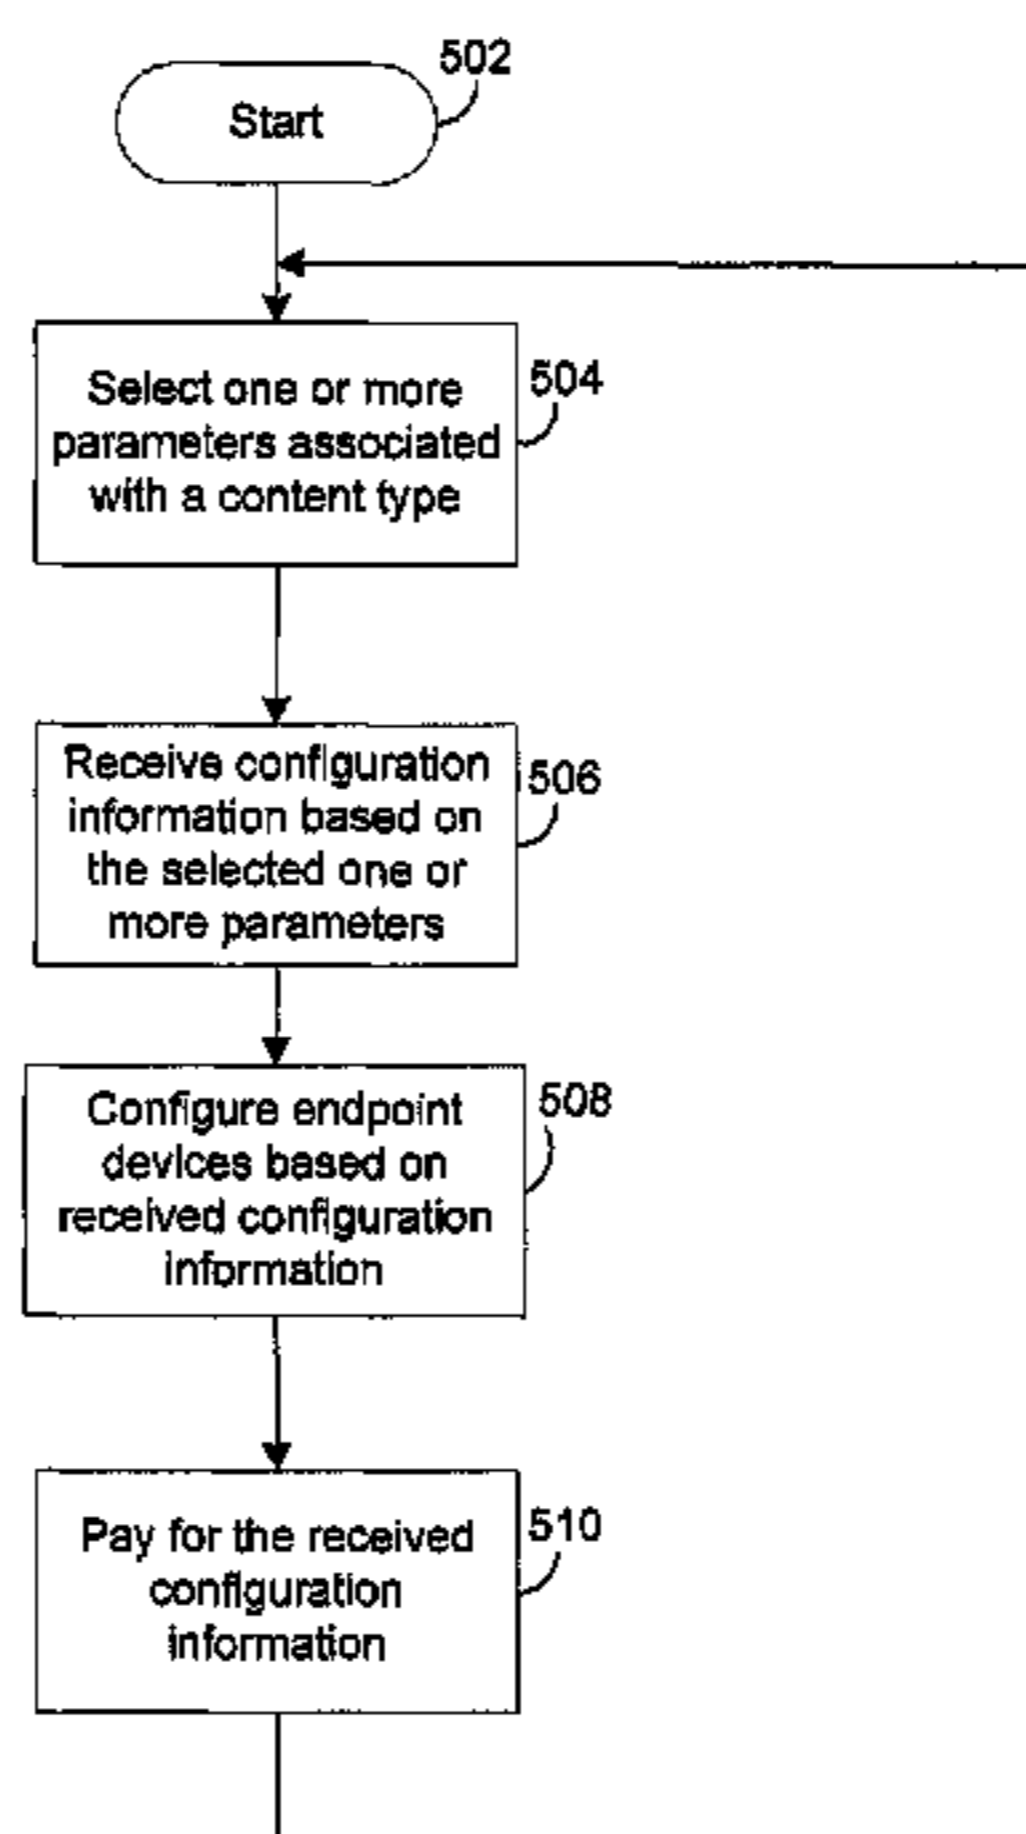 502
Start
504
Select one or more
parameters associated
with a content type
506
Receive configuration
information based on
the selected one or
more parameters
508
Configure endpoint
devices based on
received configuration
information
510
Pay for the received
configuration
information